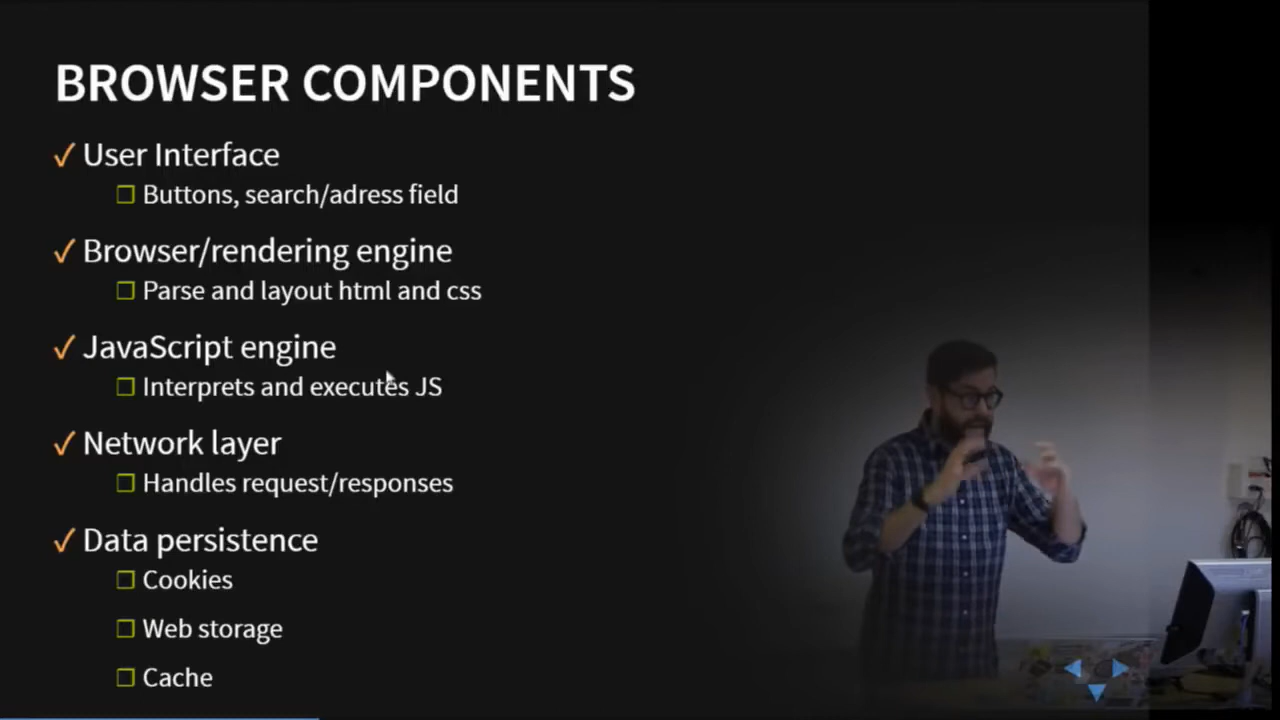 BROWSER COMPONENTS
✓ User Interface
❒ Buttons, search/adress field
✓ Browser/rendering engine
❒ Parse and layout html and css
✓ JavaScript engine
❒ Interprets and executes JS
✓ Network layer
❒ Handles request/responses
✓ Data persistence
❒ Cookies
❒ Web storage
❒ Cache